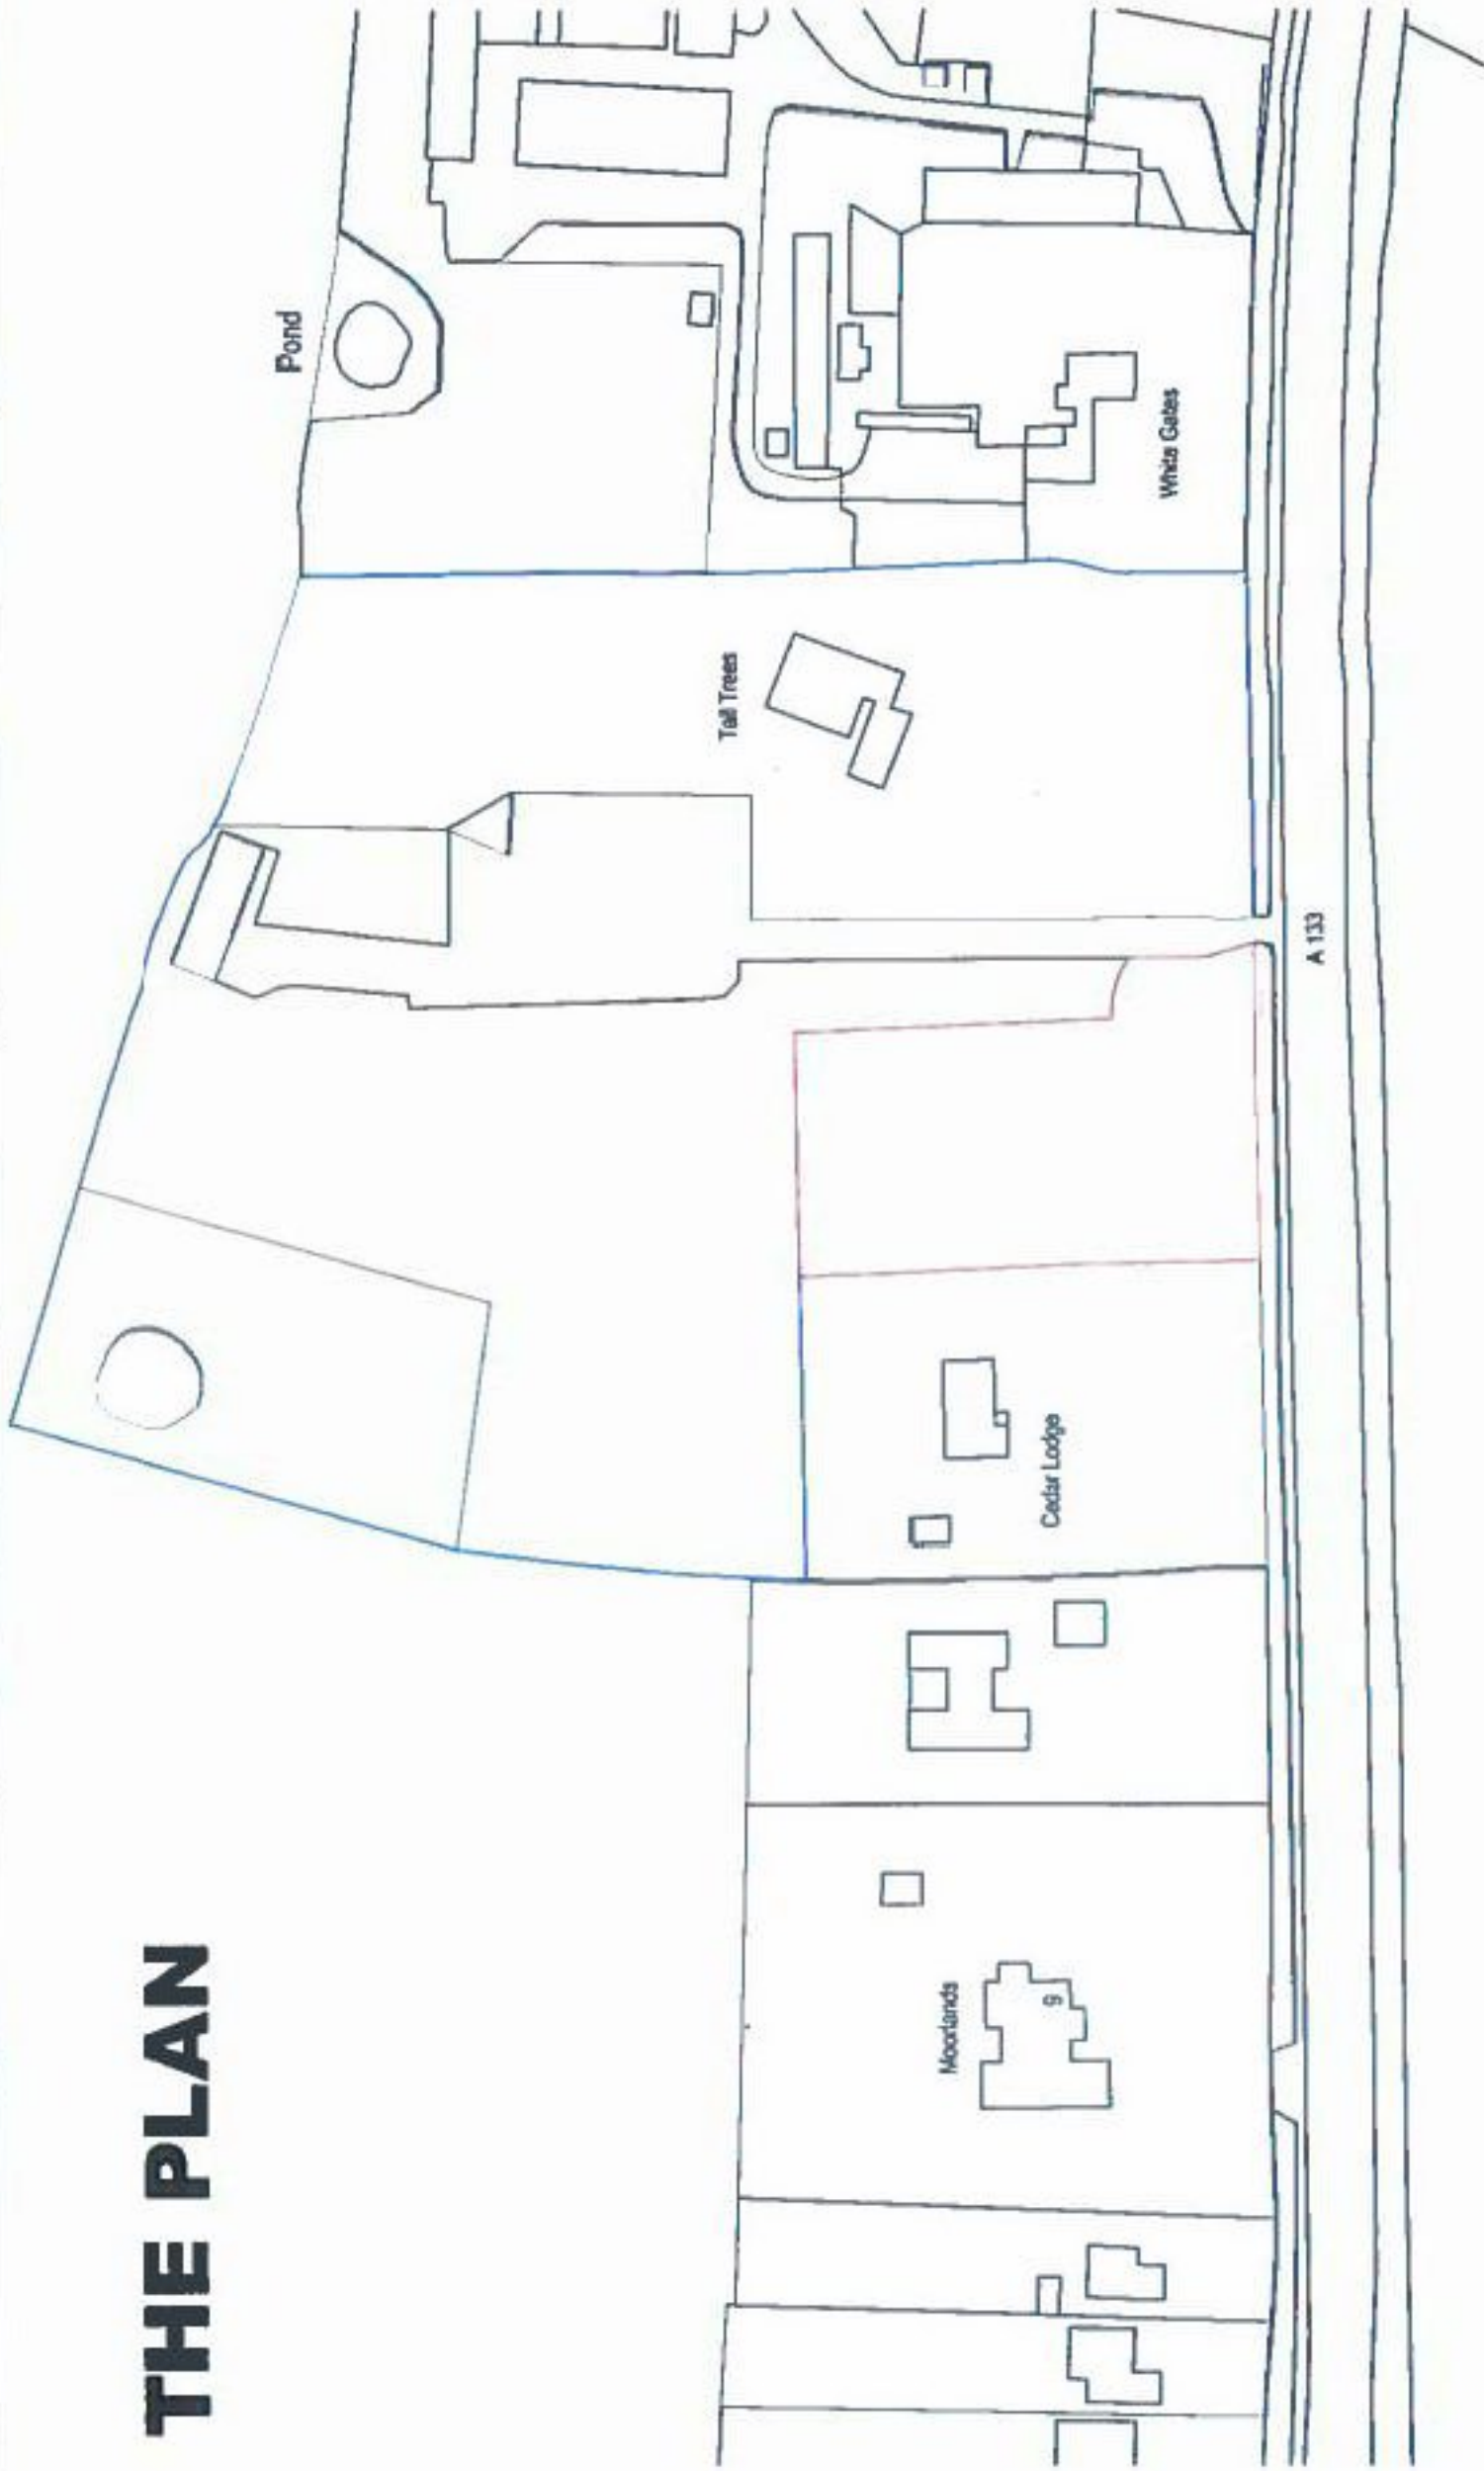 THE PLAN
Pond
Tall Trees
White Gates
A 133
Cedar Lodge
Moorlands
9